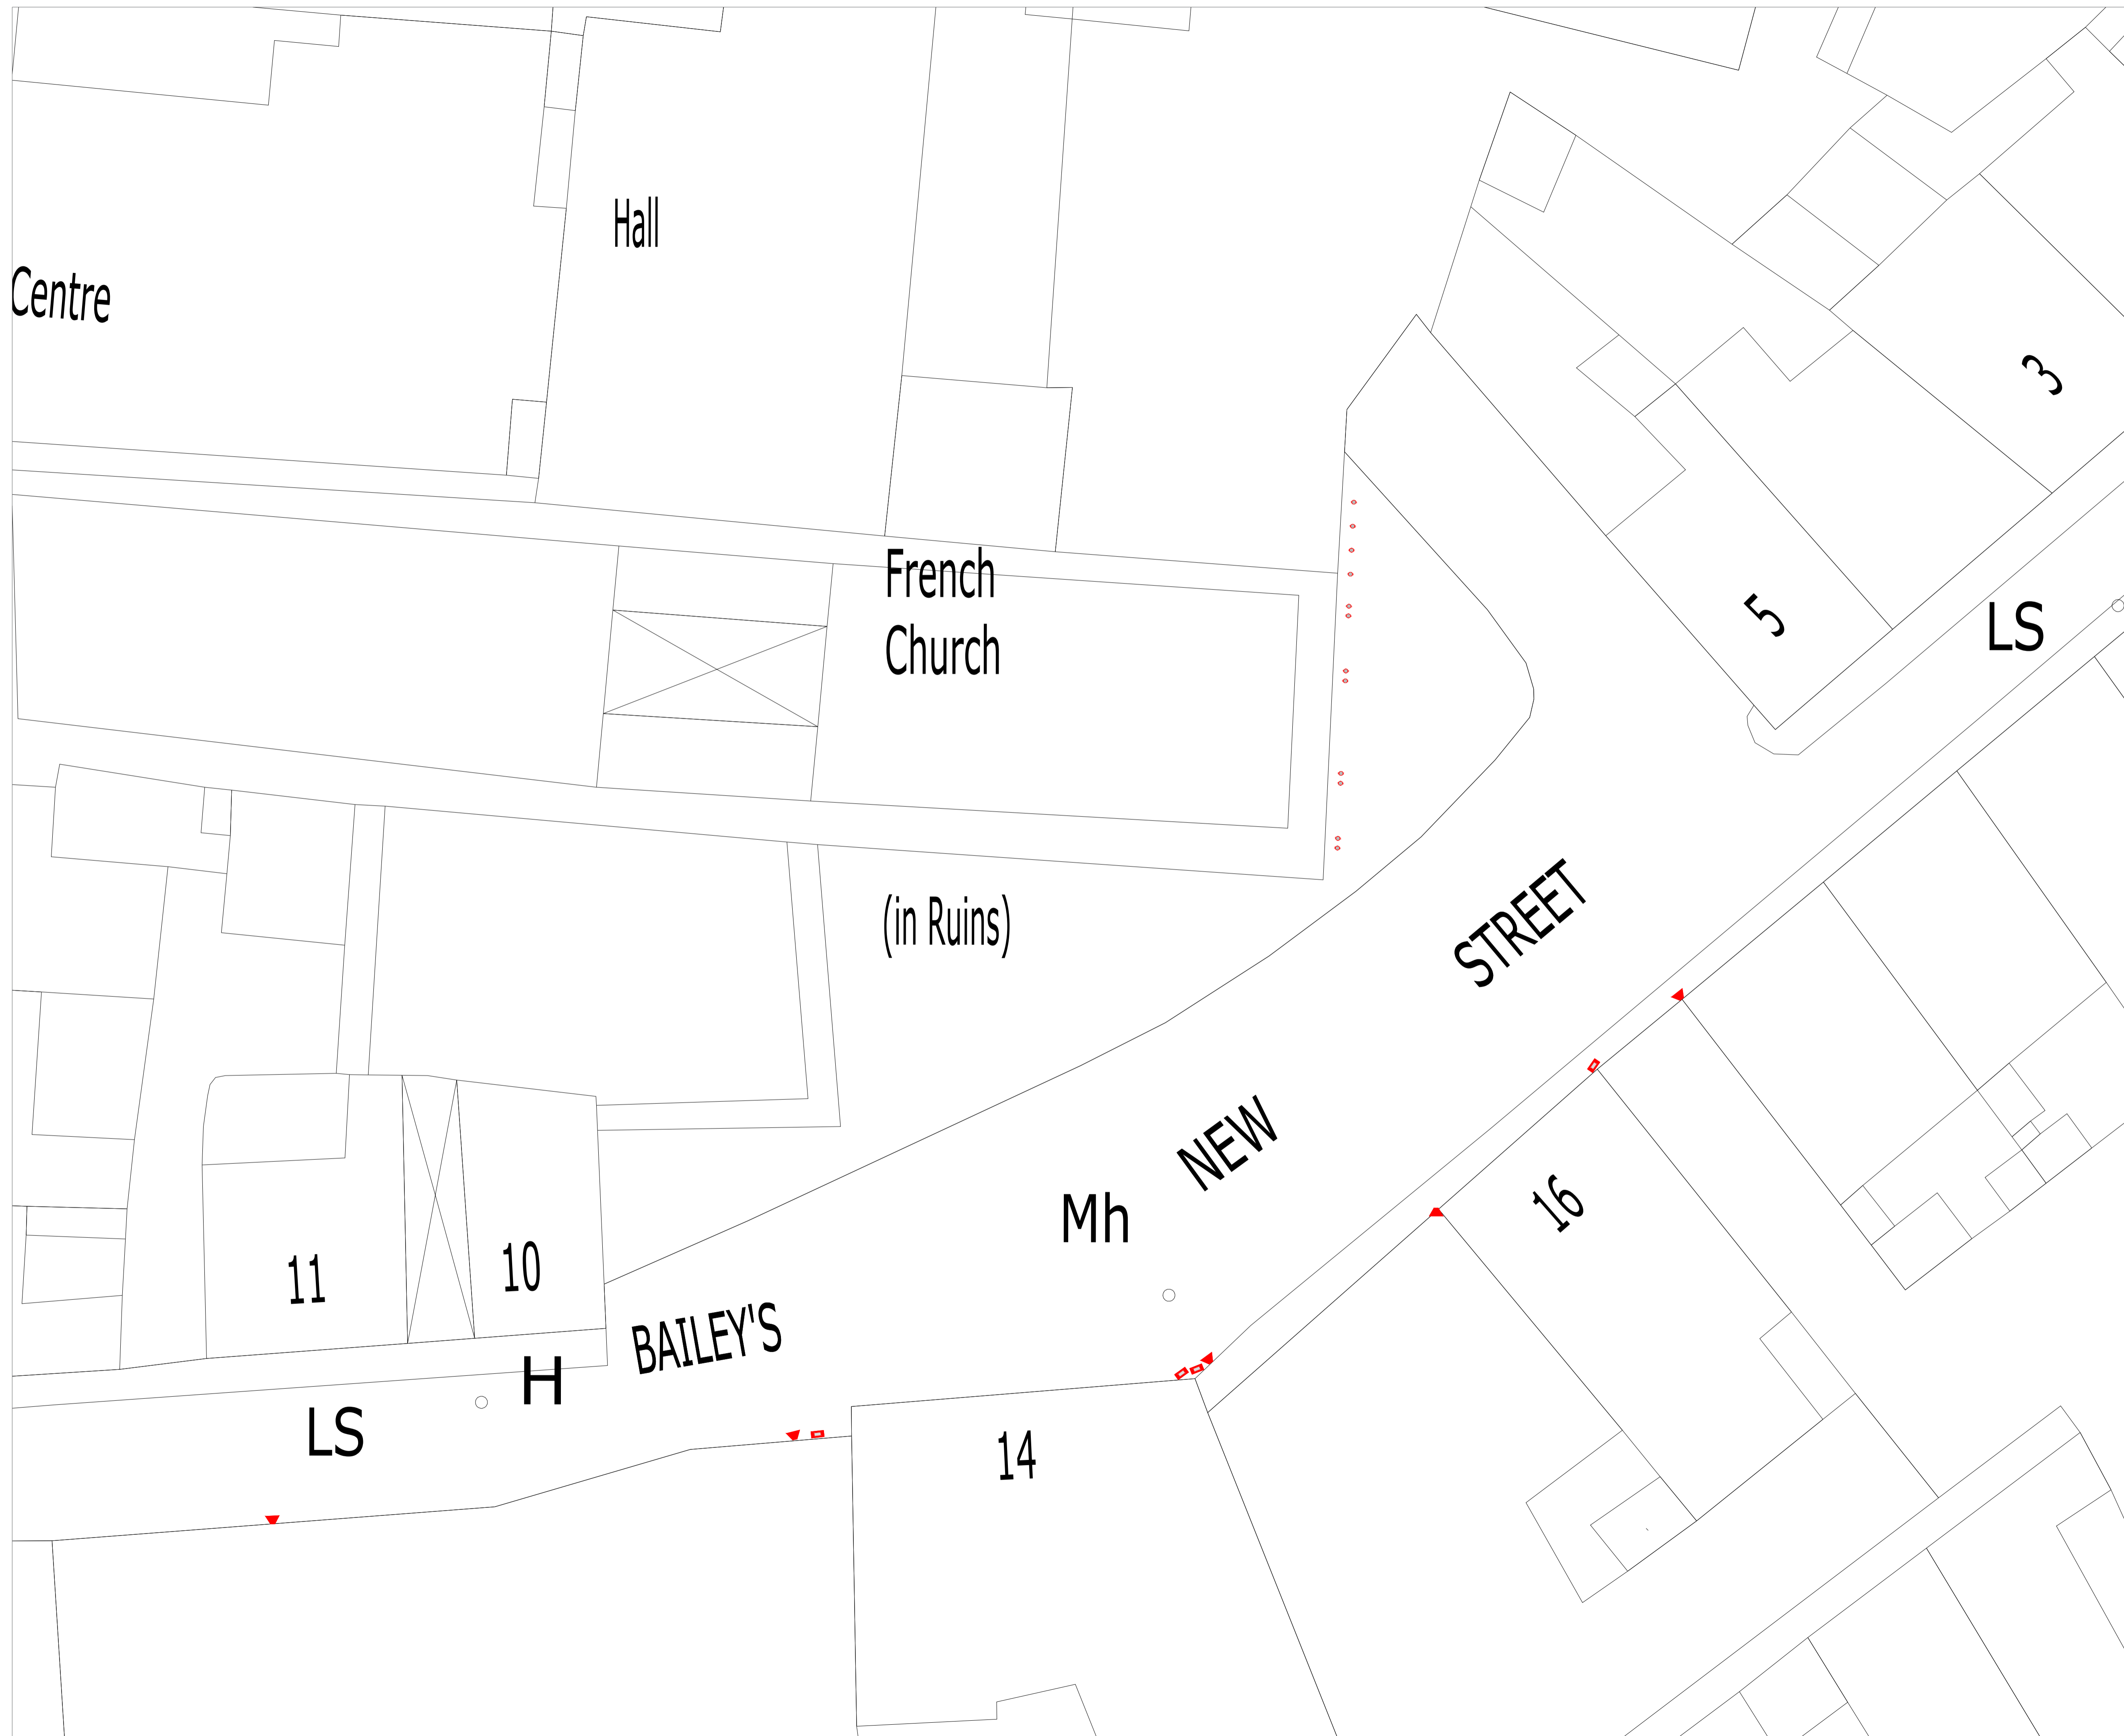 Hall
Centre
3
French
Church
5
LS
(in Ruins)
STREET
NEW
16
Mh
11
10
BAILEY'S
H
LS
14